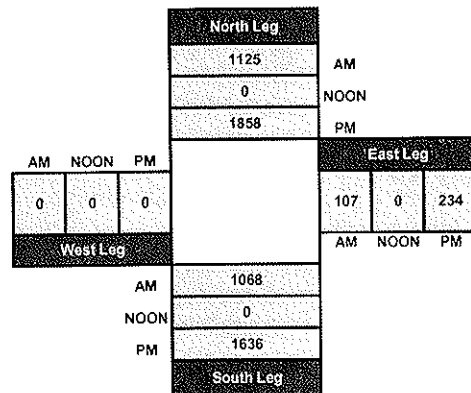 North Leg
1125 AM
0 NOON
1858 PM
AM NOON PM
East Leg
0 0 0
107 0 234
West Leg
AM NOON PM
AM 1068
NOON 0
PM 1636
South Leg